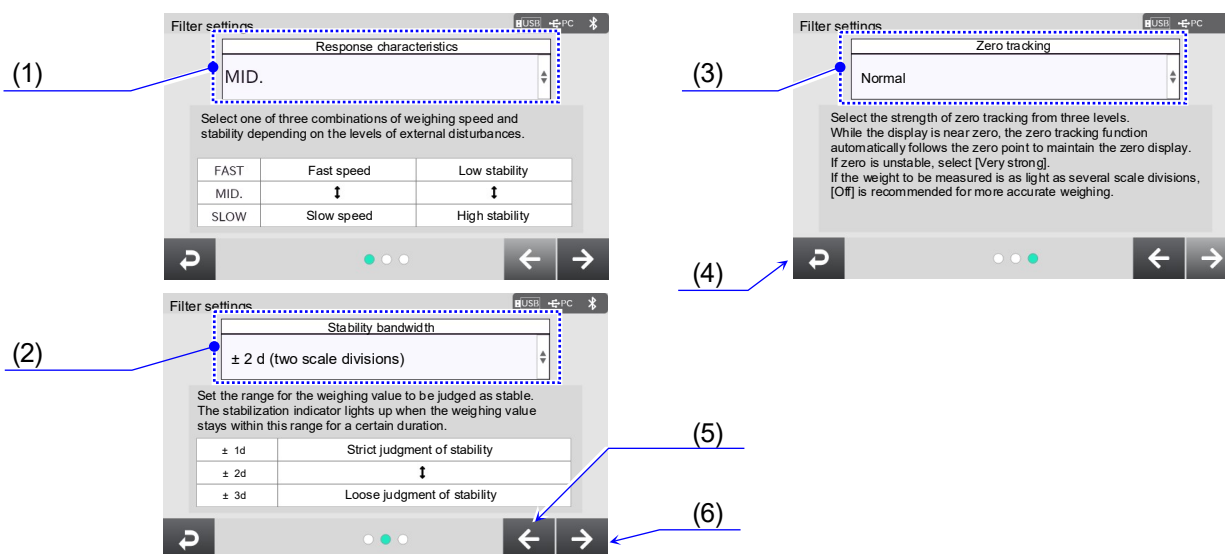 Filter settings
USB PC
(1)
Response characteristics
MID.
Select one of three combinations of weighing speed and
stability depending on the levels of external disturbances.
FAST Fast speed Low stability
MID.
SLOW Slow speed High stability
Filter settings
USB PC
(2)
Stability bandwidth
± 2 d (two scale divisions)
Set the range for the weighing value to be judged as stable.
The stabilization indicator lights up when the weighing value
stays within this range for a certain duration.
± 1d Strict judgment of stability
± 2d
± 3d Loose judgment of stability
(5)
(6)
Filter settings
USB PC
(3)
Zero tracking
Normal
Select the strength of zero tracking from three levels.
While the display is near zero, the zero tracking function
automatically follows the zero point to maintain the zero display.
If zero is unstable, select [Very strong].
If the weight to be measured is as light as several scale divisions,
[Off] is recommended for more accurate weighing.
(4)